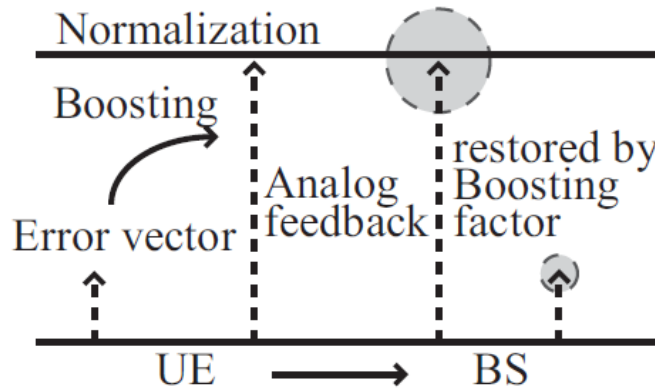 Normalization
Boosting
Error vector
Analog
feedback
restored by
Boosting
factor
UE
BS